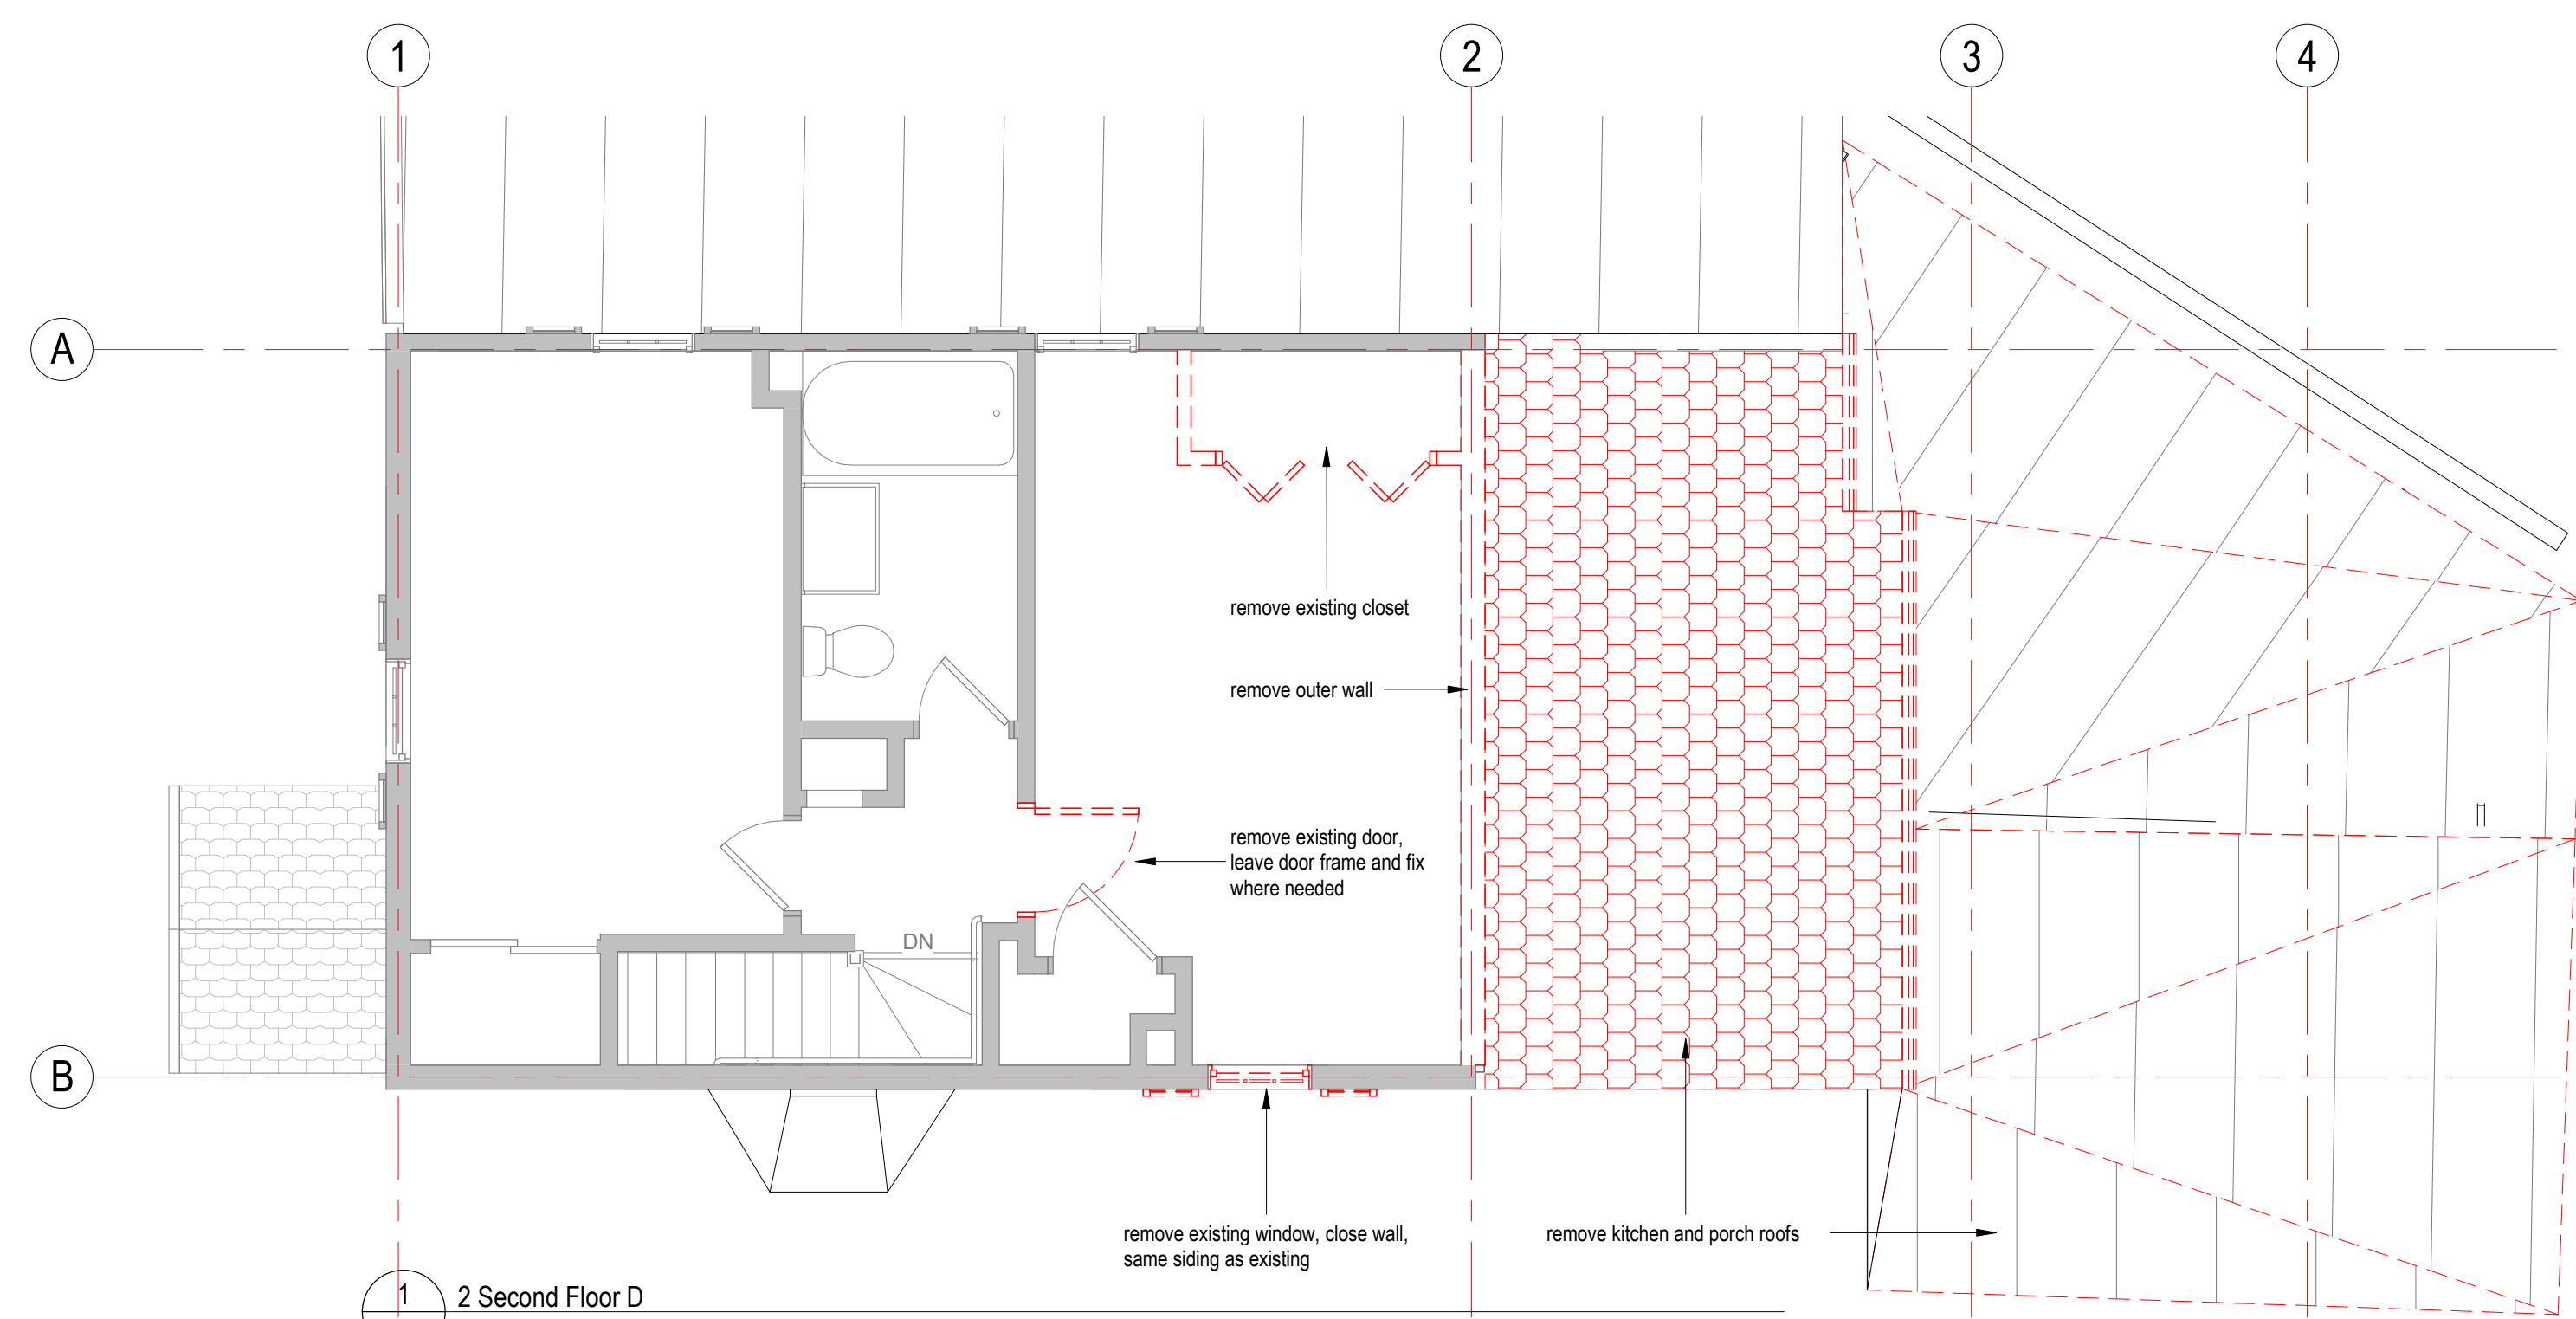 1
2
3
4
A
B
remove existing closet
remove outer wall
remove existing door,
leave door frame and fix
where needed
DN
remove existing window, close wall,
same siding as existing
remove kitchen and porch roofs
1
2 Second Floor D